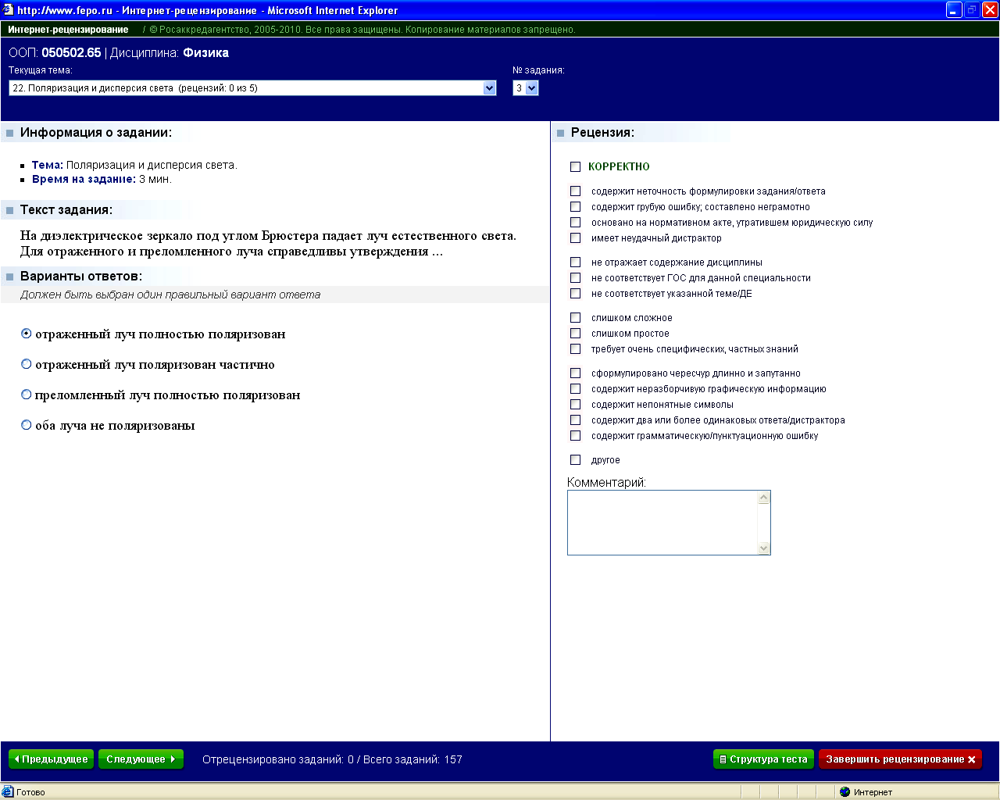 http://www.fepo.ru - Интернет-рецензирование - Microsoft Internet Explorer
Интернет-рецензирование / © Росаккредагентство, 2005-2010. Все права защищены. Копирование материалов запрещено.
ООП: 050502.65 | Дисциплина: Физика
Текущая тема: № задания:
22. Поляризация и дисперсия света (рецензий: 0 из 5) 3
Информация о задании:
Тема: Поляризация и дисперсия света.
Время на задание: 3 мин.
Текст задания:
На диэлектрическое зеркало под углом Брюстера падает луч естественного света.
Для отраженного и преломленного луча справедливы утверждения ...
Варианты ответов:
Должен быть выбран один правильный вариант ответа
отраженный луч полностью поляризован
отраженный луч поляризован частично
преломленный луч полностью поляризован
оба луча не поляризованы
Рецензия:
КОРРЕКТНО
содержит неточность формулировки задания/ответа
содержит грубую ошибку; составлено неграмотно
основано на нормативном акте, утратившем юридическую силу
имеет неудачный дистрактор
не отражает содержание дисциплины
не соответствует ГОС для данной специальности
не соответствует указанной теме/ДЕ
слишком сложное
слишком простое
требует очень специфических, частных знаний
сформулировано чересчур длинно и запутанно
содержит неразборчивую графическую информацию
содержит непонятные символы
содержит два или более одинаковых ответа/дистрактора
содержит грамматическую/пунктуационную ошибку
другое
Комментарий:
Предыдущее Следующее Отрецензировано заданий: 0 / Всего заданий: 157 Структура теста Завершить рецензирование
Готово Интернет